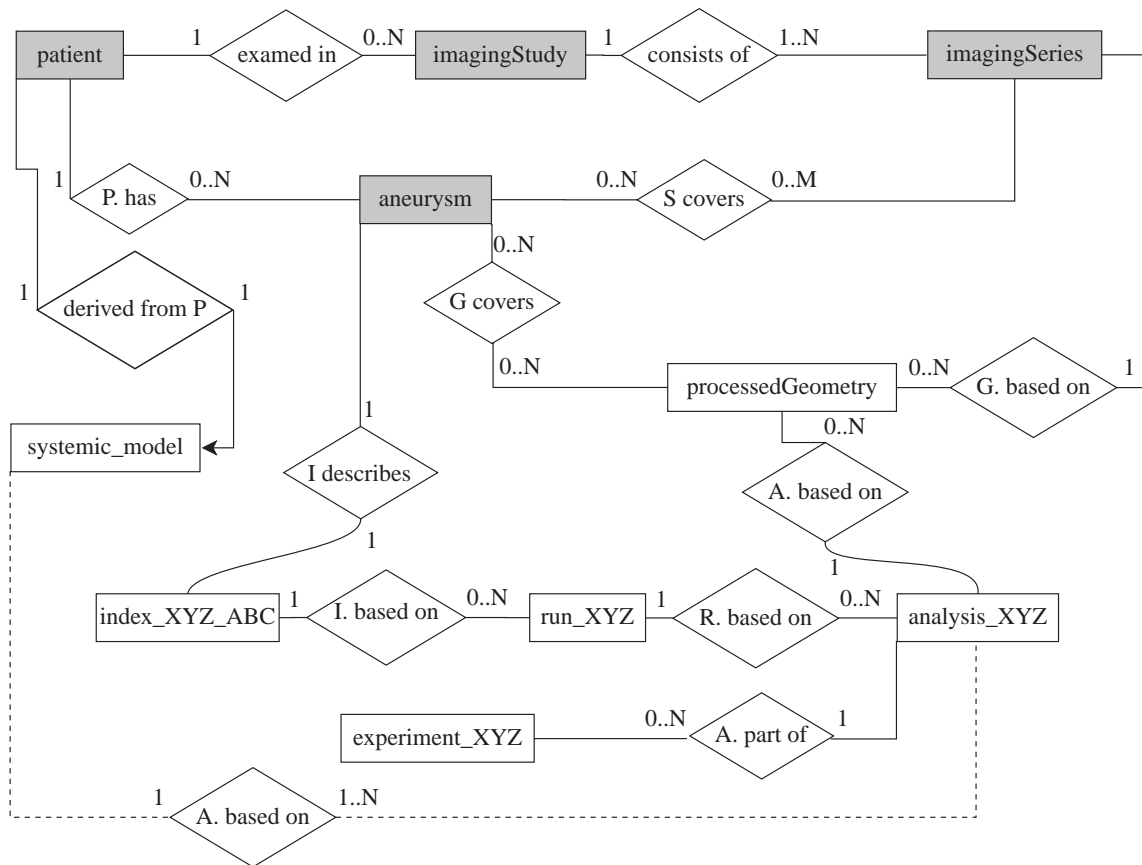 patient
1
examed in
0..N
imagingStudy
1
consists of
1..N
imagingSeries
1
P. has
0..N
aneurysm
0..N
S covers
0..M
0..N
G covers
0..N
1
derived from P
1
processedGeometry
0..N
G. based on
1
systemic_model
1
I describes
1
0..N
A. based on
1
index_XYZ_ABC
1
I. based on
0..N
run_XYZ
1
R. based on
0..N
analysis_XYZ
experiment_XYZ
0..N
A. part of
1
1
A. based on
1..N